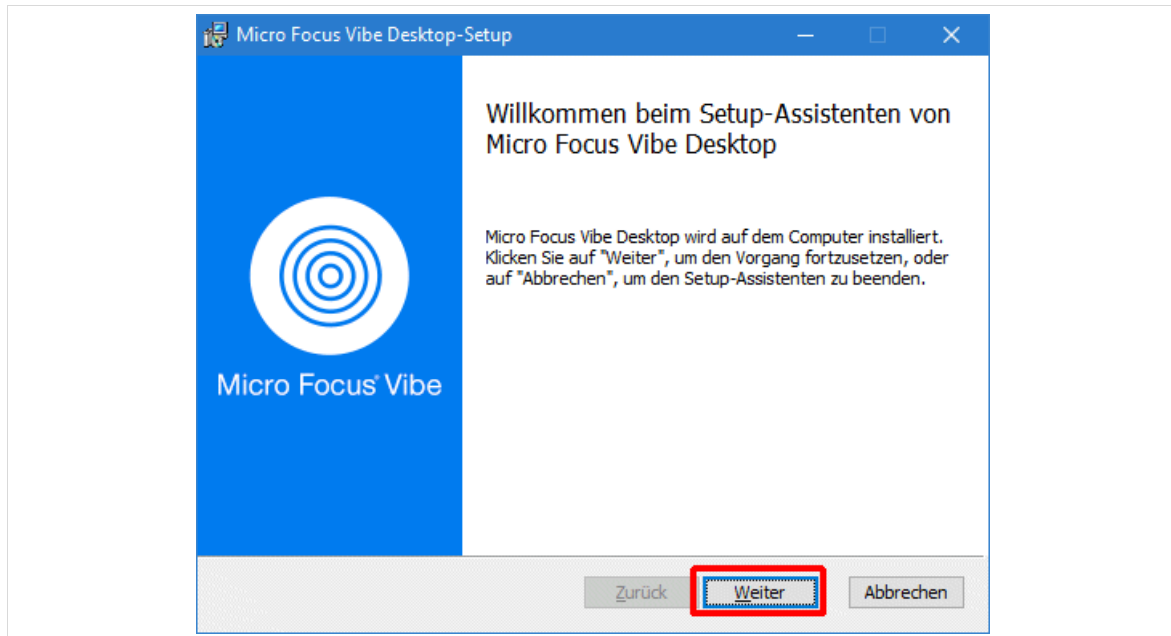 Micro Focus Vibe Desktop-Setup
Willkommen beim Setup-Assistenten von
Micro Focus Vibe Desktop
Micro Focus Vibe Desktop wird auf dem Computer installiert.
Klicken Sie auf "Weiter", um den Vorgang fortzusetzen, oder
auf "Abbrechen", um den Setup-Assistenten zu beenden.
Micro Focus Vibe
Zurück Weiter Abbrechen